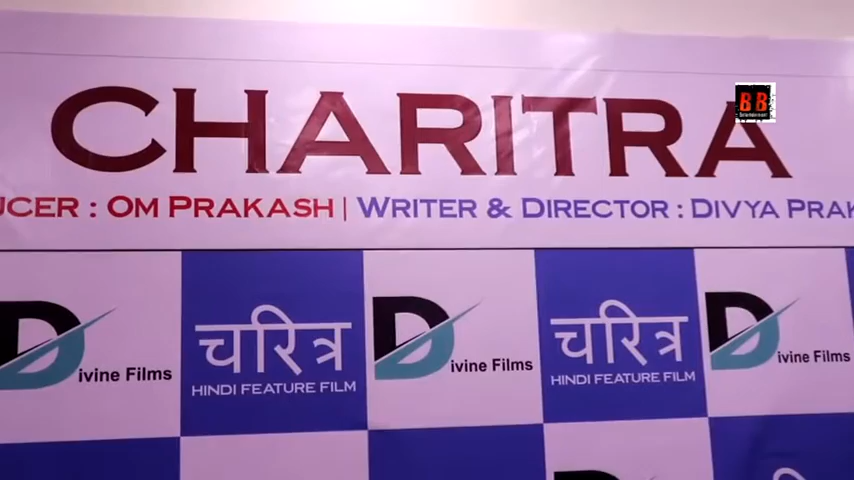 CHARITRA
BB
UCER : OM PRAKASH | WRITER & DIRECTOR : DIVYA
Divine Films चरित्र Divine Films चरित्र Divine Films
HINDI FEATURE FILM HINDI FEATURE FILM